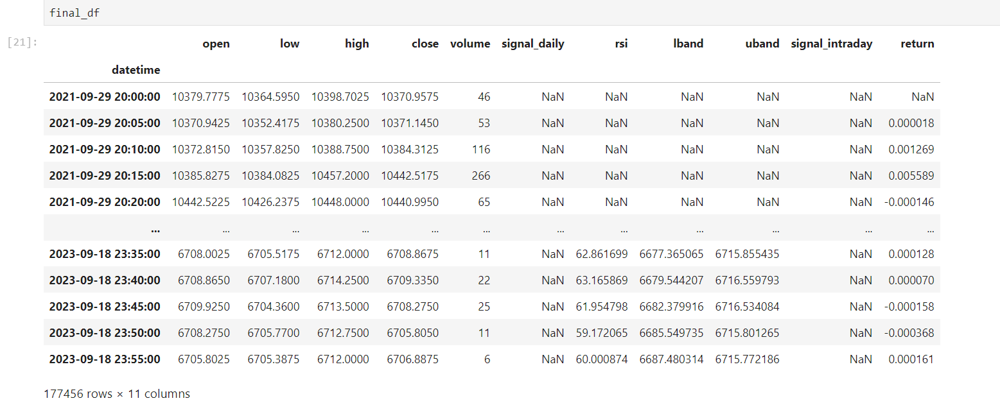 final_df
[21]:
open low high close volume signal_daily rsi lband uband signal_intraday return
datetime
2021-09-29 20:00:00 10379.7775 10364.5950 10398.7025 10370.9575 46 NaN NaN NaN NaN NaN NaN
2021-09-29 20:05:00 10370.9425 10352.4175 10380.2500 10371.1450 53 NaN NaN NaN NaN NaN 0.000018
2021-09-29 20:10:00 10372.8150 10357.8250 10388.7500 10384.3125 116 NaN NaN NaN NaN NaN 0.001269
2021-09-29 20:15:00 10385.8275 10384.0825 10457.2000 10442.5175 266 NaN NaN NaN NaN NaN 0.005589
2021-09-29 20:20:00 10442.5225 10426.2375 10448.0000 10440.9950 65 NaN NaN NaN NaN NaN -0.000146
... ... ... ... ... ... ... ... ... ... ... ...
2023-09-18 23:35:00 6708.0025 6705.5175 6712.0000 6708.8675 11 NaN 62.861699 6677.365065 6715.855435 NaN 0.000128
2023-09-18 23:40:00 6708.8650 6707.1800 6714.2500 6709.3350 22 NaN 63.165869 6679.544207 6716.559793 NaN 0.000070
2023-09-18 23:45:00 6709.9250 6704.3600 6713.5000 6708.2750 25 NaN 61.954798 6682.379916 6716.534084 NaN -0.000158
2023-09-18 23:50:00 6708.2750 6705.7700 6712.7500 6705.8050 11 NaN 59.172065 6685.549735 6715.801265 NaN -0.000368
2023-09-18 23:55:00 6705.8025 6705.3875 6712.0000 6706.8875 6 NaN 60.000874 6687.480314 6715.772186 NaN 0.000161
177456 rows × 11 columns